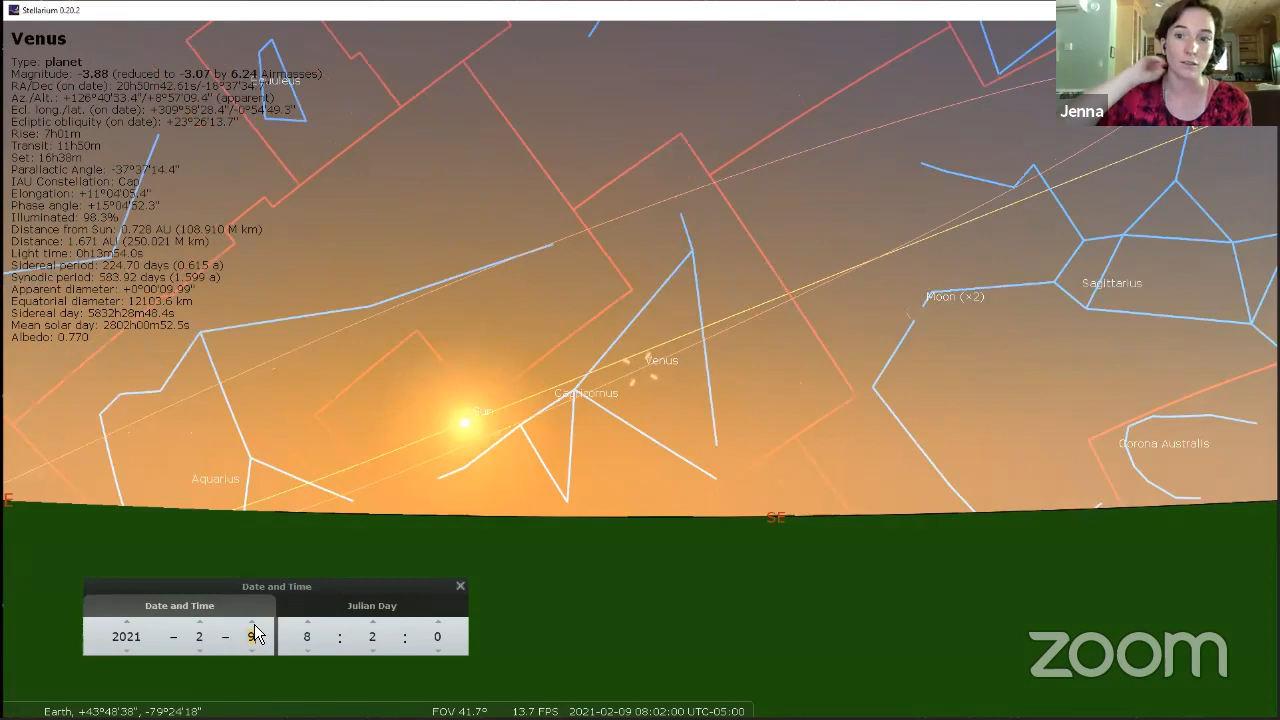 Stellarium 0.20.2
Venus
Type: planet
Magnitude: -3.88 (reduced to -3.07 by 6.24 Airmasses)
RA/Dec (on date): 20h50m42.61s/-18°37'34.7"
Az./Alt.: +126°40'53.4"/+8°57'09.4" (apparent)
Ecl. long./lat. (on date): +309°58'28.4"/-0°54'49.3"
Ecliptic obliquity (on date): +23°26'13.7"
Rise: 7h01m
Transit: 11h50m
Set: 16h38m
Parallactic Angle: -37°37'14.4"
IAU Constellation: Cap
Elongation: +11°04'05.4"
Phase angle: +15°04'52.3"
Illuminated: 98.3%
Distance from Sun: 0.728 AU (108.910 M km)
Distance: 1.671 AU (250.021 M km)
Light time: 0h13m54.0s
Sidereal period: 224.70 days (0.615 a)
Synodic period: 583.92 days (1.599 a)
Apparent diameter: +0°00'09.99"
Equatorial diameter: 12103.6 km
Sidereal day: 5832h28m48.4s
Mean solar day: 2802h00m52.5s
Albedo: 0.770
Jenna
Sagittarius
Moon (×2)
Venus
Capricornus
Sun
Corona Australis
Aquarius
E
SE
Date and Time
Date and Time Julian Day
2021 – 2 – 9 8 : 2 : 0
zoom
Earth, +43°48'38", -79°24'18" FOV 41.7° 13.7 FPS 2021-02-09 08:02:00 UTC-05:00